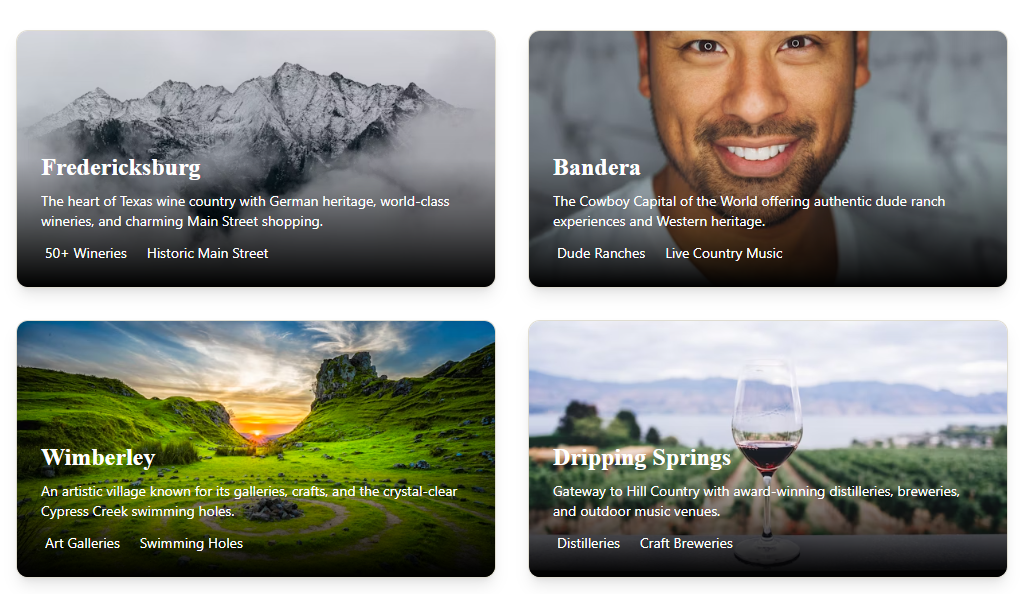 Fredericksburg
The heart of Texas wine country with German heritage, world-class
wineries, and charming Main Street shopping.
50+ Wineries Historic Main Street
Bandera
The Cowboy Capital of the World offering authentic dude ranch
experiences and Western heritage.
Dude Ranches Live Country Music
Wimberley
An artistic village known for its galleries, crafts, and the crystal-clear
Cypress Creek swimming holes.
Art Galleries Swimming Holes
Dripping Springs
Gateway to Hill Country with award-winning distilleries, breweries,
and outdoor music venues.
Distilleries Craft Breweries